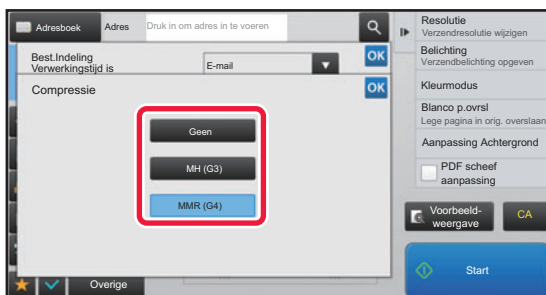 Adresboek
Adres
Druk in om adres in te voeren
Best.Indeling
Verwerkingstijd is
E-mail
OK
Compressie
OK
Geen
MH (G3)
MMR (G4)
Overige
Resolutie
Verzendresolutie wijzigen
Belichting
Verzendbelichting opgeven
Kleurmodus
Blanco p.ovrsl
Lege pagina in orig. overslaan
Aanpassing Achtergrond
PDF scheef
aanpassing
Voorbeeld-
weergave
CA
Start